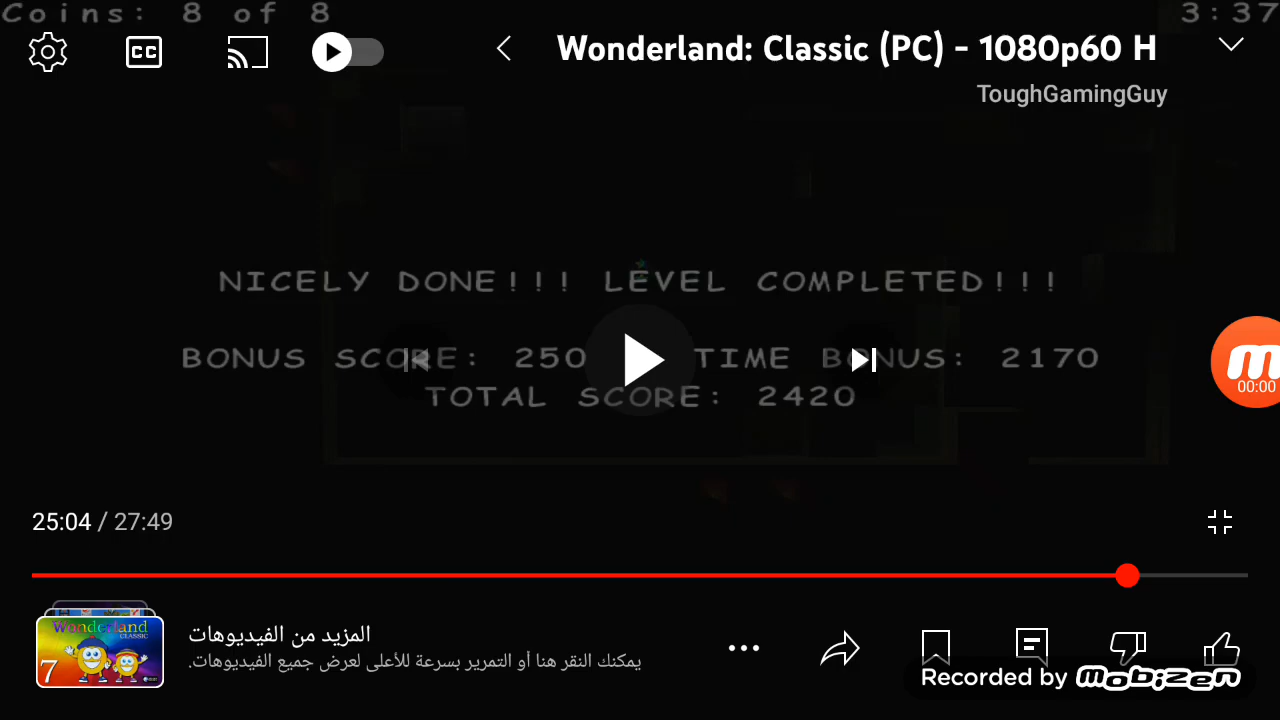 Coins: 8 of 8
3:37
CC
Wonderland: Classic (PC) - 1080p60 H
ToughGamingGuy
NICELY DONE!!! LEVEL COMPLETED!!!
BONUS SCORE: 250 TIME BONUS: 2170
TOTAL SCORE: 2420
00:00
25:04 / 27:49
Wonderland
CLASSIC
7
المزيد من الفيديوهات
يمكنك النقر هنا أو التمرير بسرعة للأعلى لعرض جميع الفيديوهات.
Recorded by mobizen